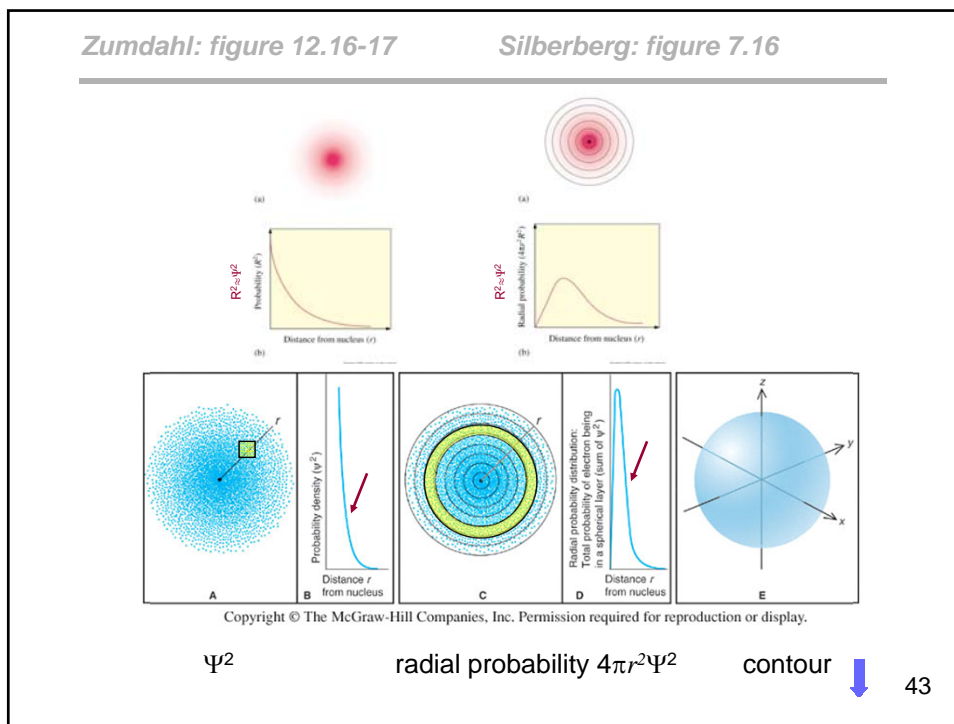 Zumdahl: figure 12.16-17 Silberberg: figure 7.16
(a)
(a)
R²≈Ψ²
Probability (R²)
Distance from nucleus (r)
(b)
R²≈Ψ²
Radial probability (4πr²R²)
Distance from nucleus (r)
(b)
r
A
Probability density (ψ²)
Distance r
from nucleus
B
r
C
Radial probability distribution:
Total probability of electron being
in a spherical layer (sum of ψ²)
Distance r
from nucleus
D
z
y
x
E
Copyright © The McGraw-Hill Companies, Inc. Permission required for reproduction or display.
Ψ² radial probability 4πr²Ψ² contour
43